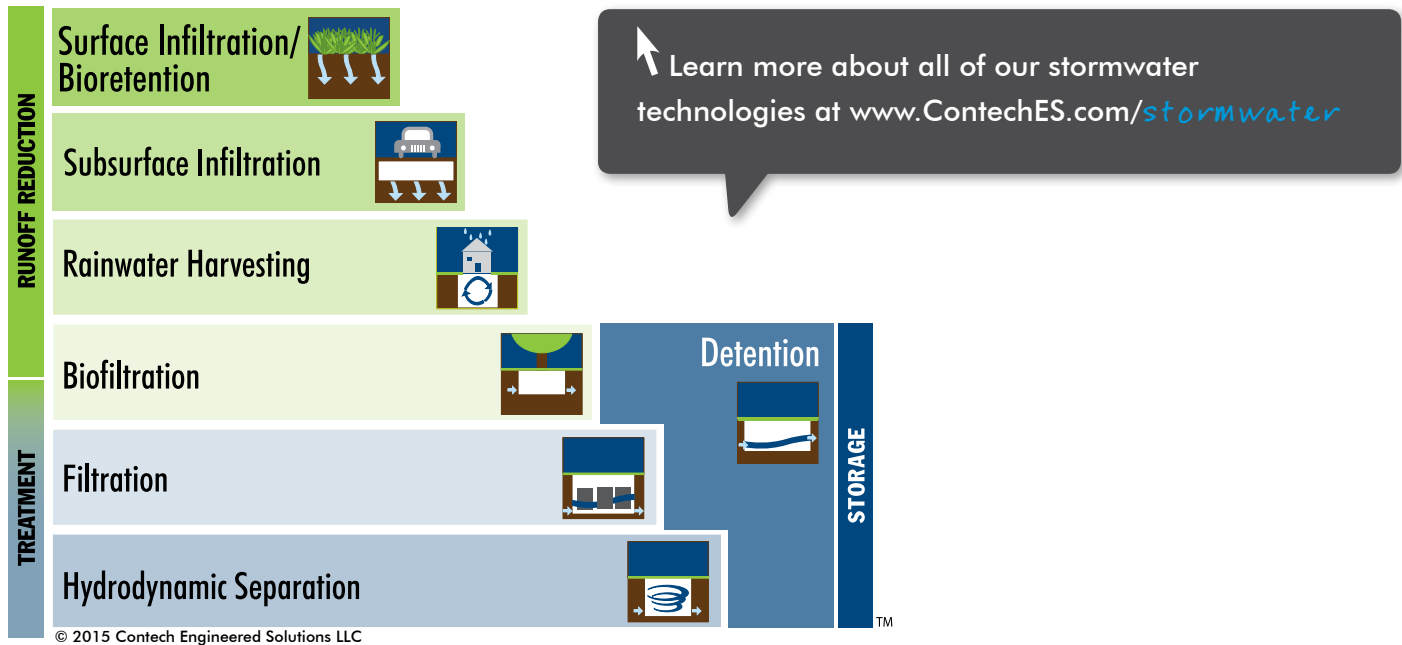 RUNOFF REDUCTION
TREATMENT
Surface Infiltration/
Bioretention
Subsurface Infiltration
Rainwater Harvesting
Biofiltration
Filtration
Hydrodynamic Separation
Detention
STORAGE
TM
Learn more about all of our stormwater
technologies at www.ContechES.com/stormwater
© 2015 Contech Engineered Solutions LLC